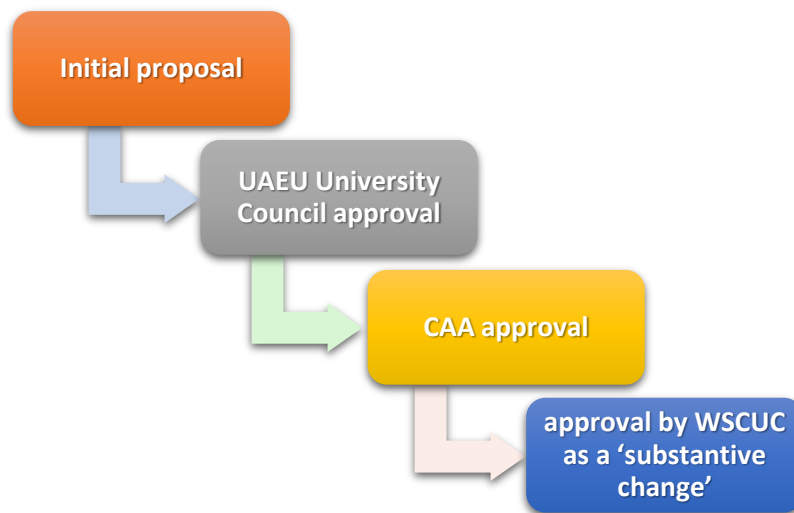 Initial proposal
UAEU University
Council approval
CAA approval
approval by WSCUC
as a ‘substantive
change’